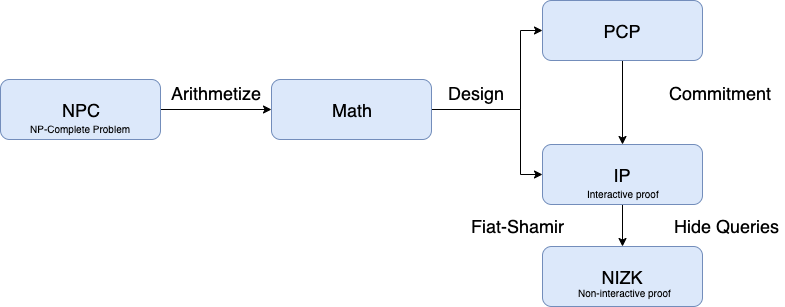 PCP
Arithmetize
Design
Commitment
NPC
NP-Complete Problem
Math
IP
Interactive proof
Fiat-Shamir
Hide Queries
NIZK
Non-interactive proof